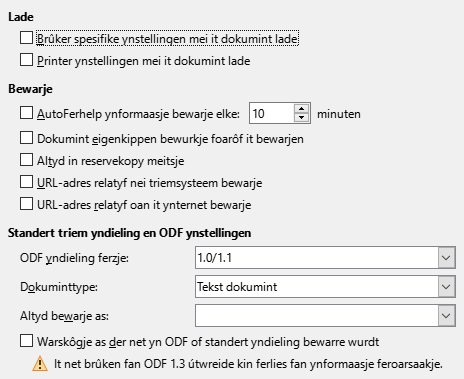 Lade
Brûker spesifike ynstellingen mei it dokumint lade
Printer ynstellingen mei it dokumint lade
Bewarje
AutoFerhelp ynformaasje bewarje elke: 10 minuten
Dokumint eigenkippen bewurkje foarôf it bewarjen
Altyd in reservekopy meitsje
URL-adres relatyf nei triemsysteem bewarje
URL-adres relatyf oan it ynternet bewarje
Standert triem yndieling en ODF ynstellingen
ODF yndieling ferzje: 1.0/1.1
Dokuminttype: Tekst dokumint
Altyd bewarje as:
Warskôgje as der net yn ODF of standert yndieling bewarre wurdt
It net brûken fan ODF 1.3 útwreide kin ferlies fan ynformaasje feroarsaakje.